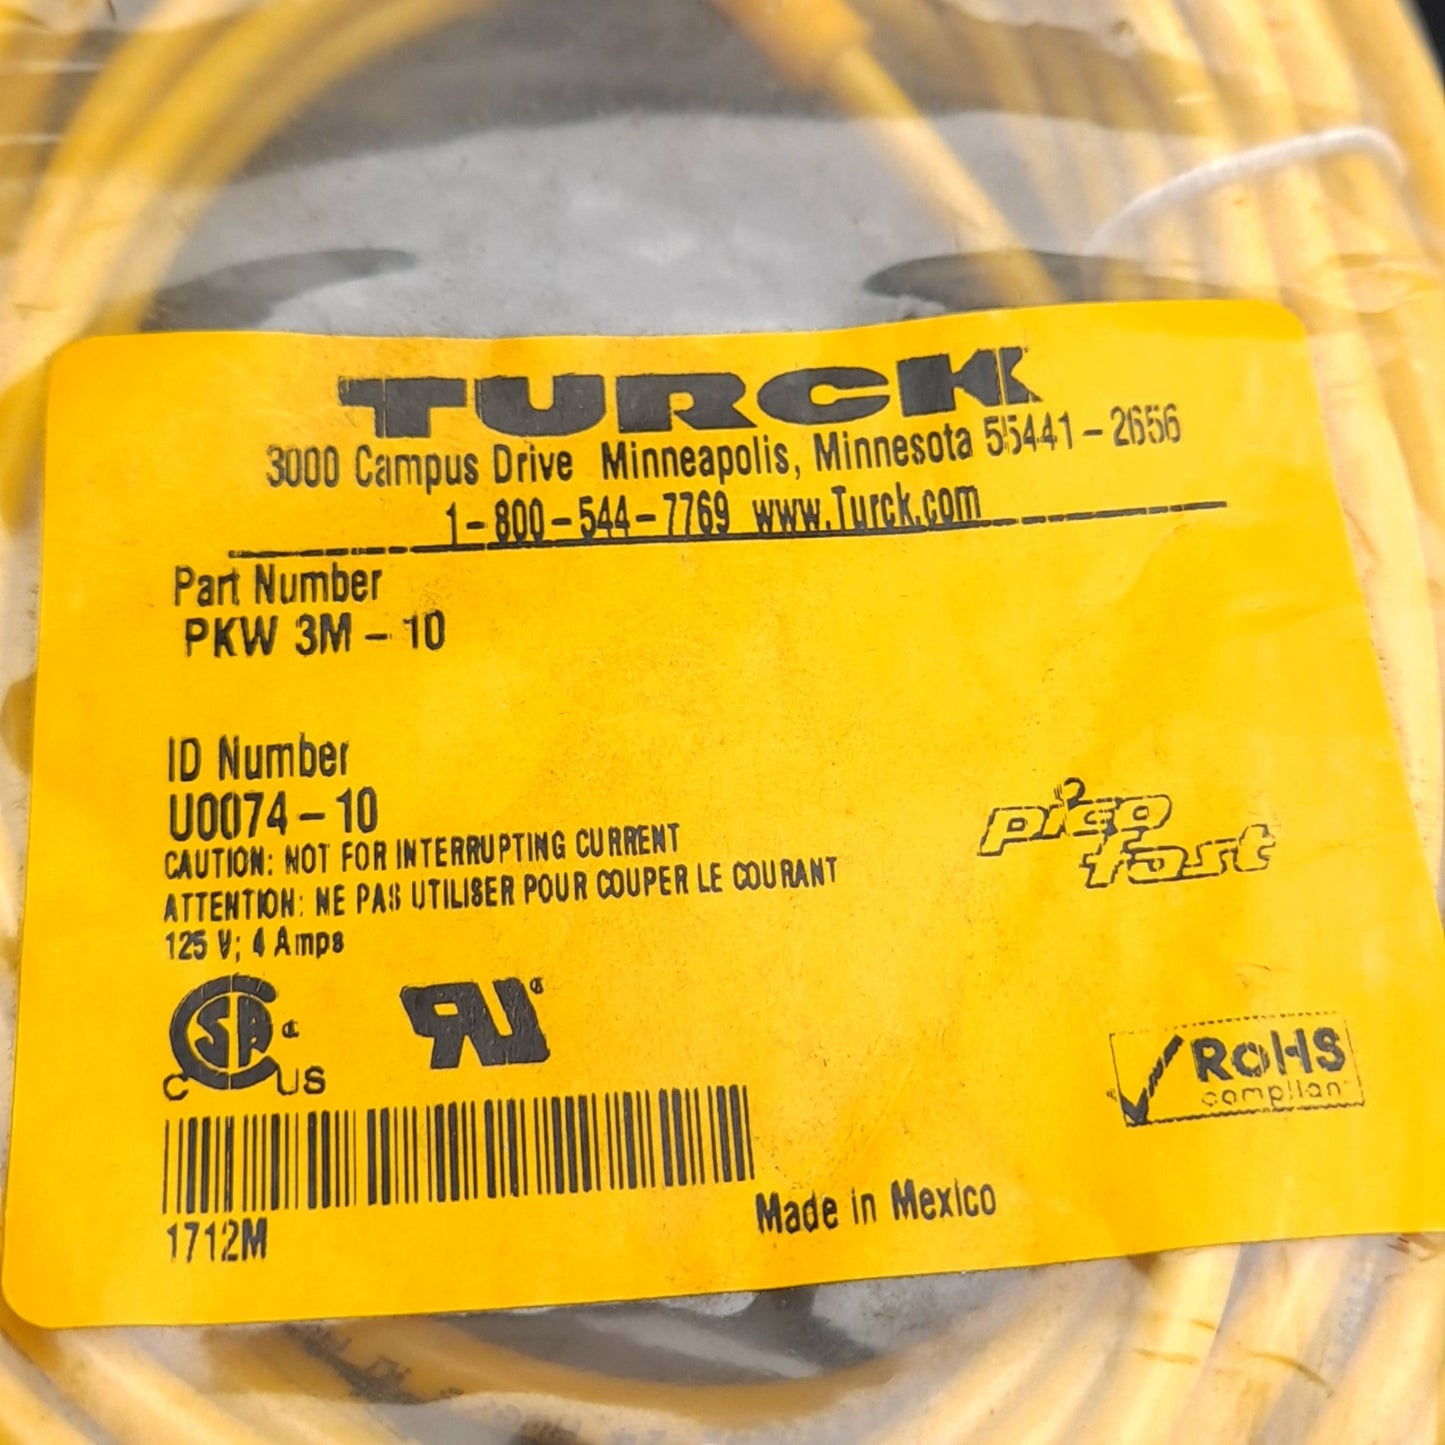 TURCK
3000 Campus Drive Minneapolis, Minnesota 55441-2656
1-800-544-7769 www.Turck.com
Part Number
PKW 3M-10
ID Number
U0074-10
CAUTION: NOT FOR INTERRUPTING CURRENT
ATTENTION: NE PAS UTILISER POUR COUPER LE COURANT
125 V; 4 Amps
pico
fast
C SA US
RU
RoHS
compliant
1712M
Made in Mexico